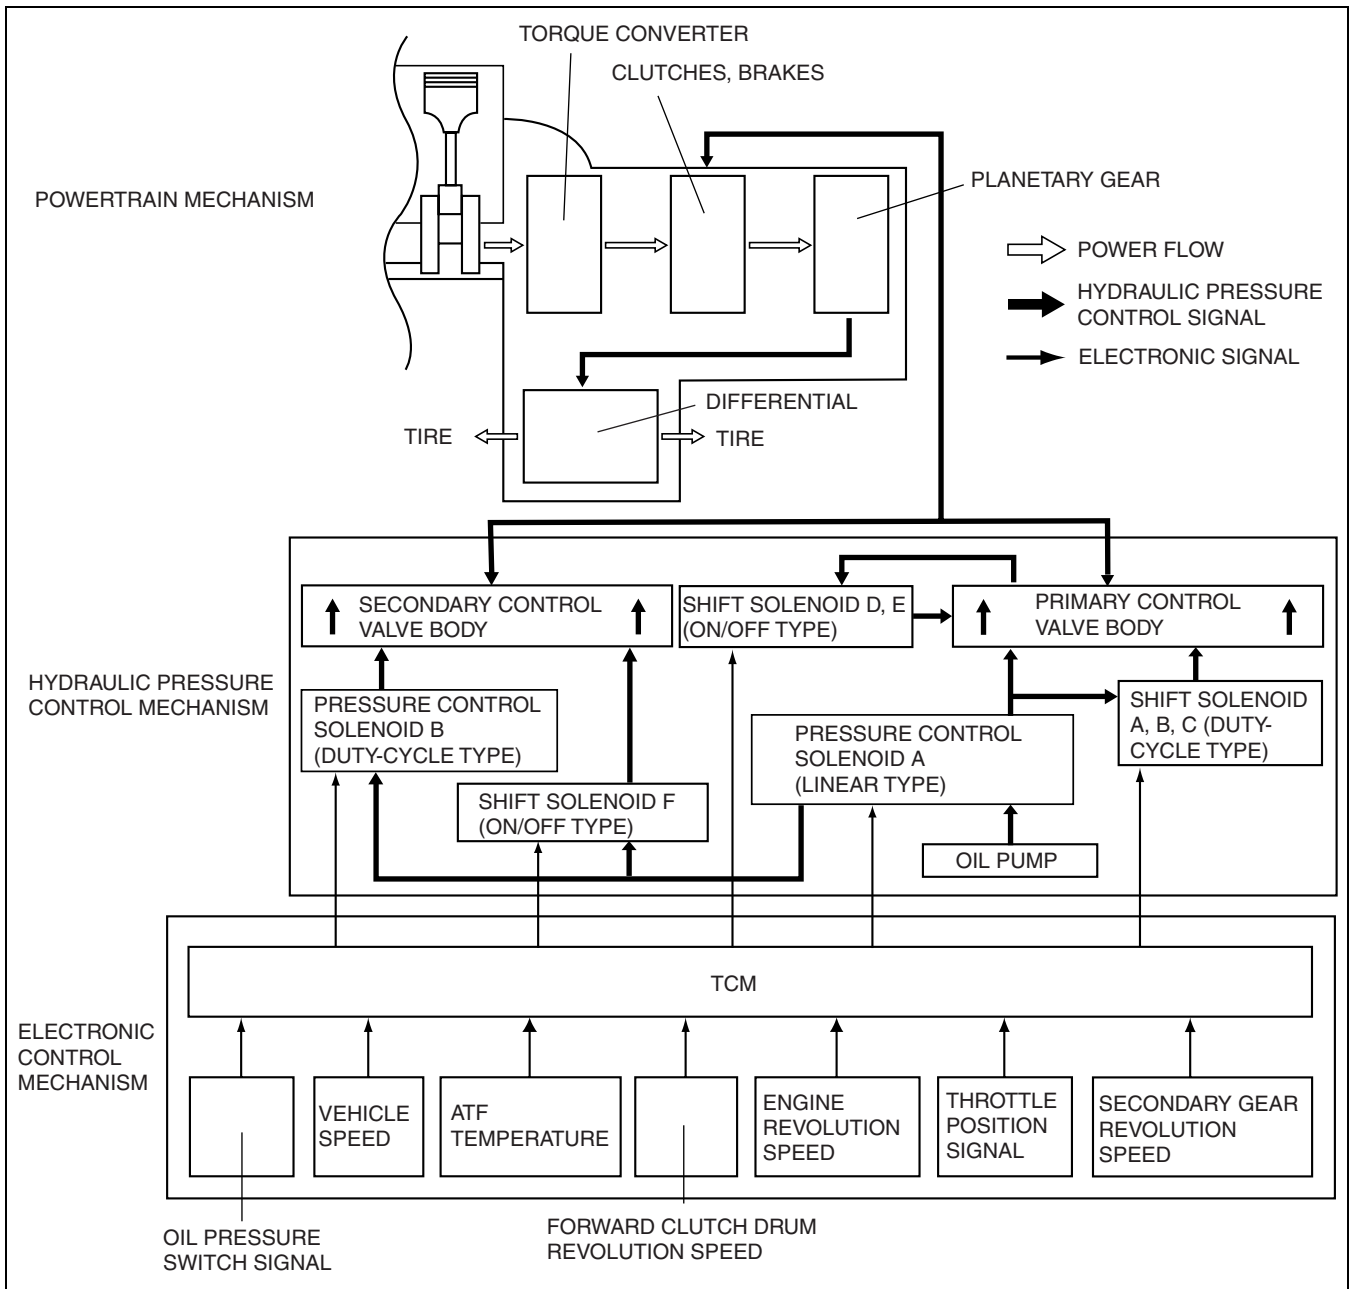 TORQUE CONVERTER
CLUTCHES, BRAKES
POWERTRAIN MECHANISM
PLANETARY GEAR
POWER FLOW
HYDRAULIC PRESSURE
CONTROL SIGNAL
ELECTRONIC SIGNAL
DIFFERENTIAL
TIRE
TIRE
HYDRAULIC PRESSURE
CONTROL MECHANISM
SECONDARY CONTROL
VALVE BODY
SHIFT SOLENOID D, E
(ON/OFF TYPE)
PRIMARY CONTROL
VALVE BODY
PRESSURE CONTROL
SOLENOID B
(DUTY-CYCLE TYPE)
SHIFT SOLENOID F
(ON/OFF TYPE)
PRESSURE CONTROL
SOLENOID A
(LINEAR TYPE)
SHIFT SOLENOID
A, B, C (DUTY-
CYCLE TYPE)
OIL PUMP
ELECTRONIC
CONTROL
MECHANISM
TCM
VEHICLE
SPEED
ATF
TEMPERATURE
ENGINE
REVOLUTION
SPEED
THROTTLE
POSITION
SIGNAL
SECONDARY GEAR
REVOLUTION
SPEED
OIL PRESSURE
SWITCH SIGNAL
FORWARD CLUTCH DRUM
REVOLUTION SPEED